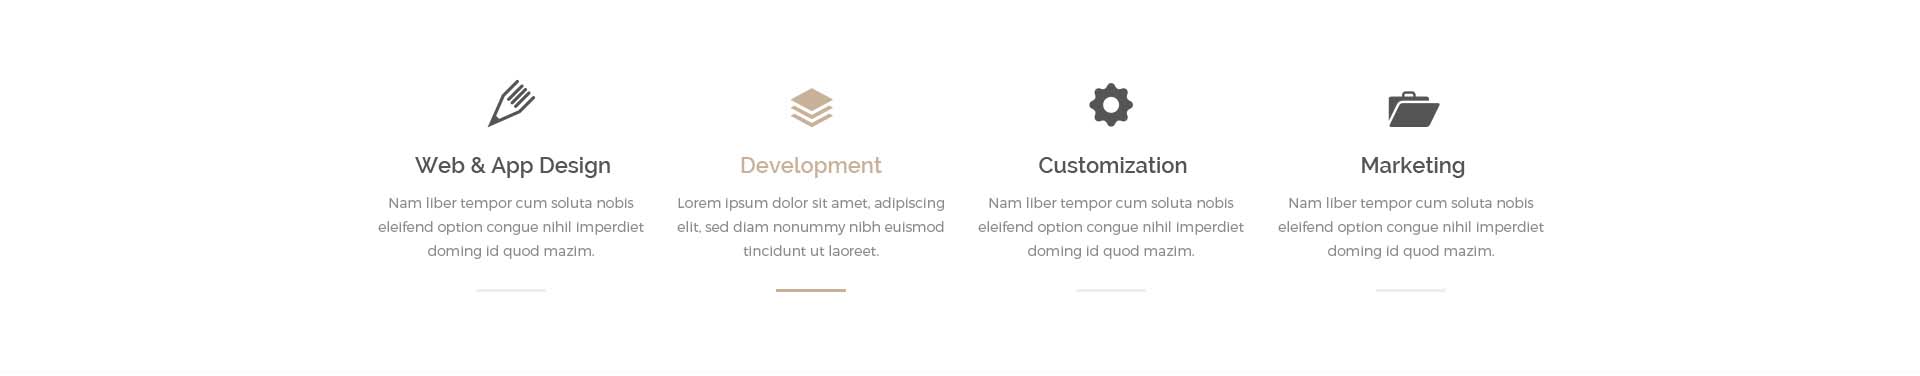 Web & App Design
Nam liber tempor cum soluta nobis
eleifend option congue nihil imperdiet
doming id quod mazim.
Development
Lorem ipsum dolor sit amet, adipiscing
elit, sed diam nonummy nibh euismod
tincidunt ut laoreet.
Customization
Nam liber tempor cum soluta nobis
eleifend option congue nihil imperdiet
doming id quod mazim.
Marketing
Nam liber tempor cum soluta nobis
eleifend option congue nihil imperdiet
doming id quod mazim.